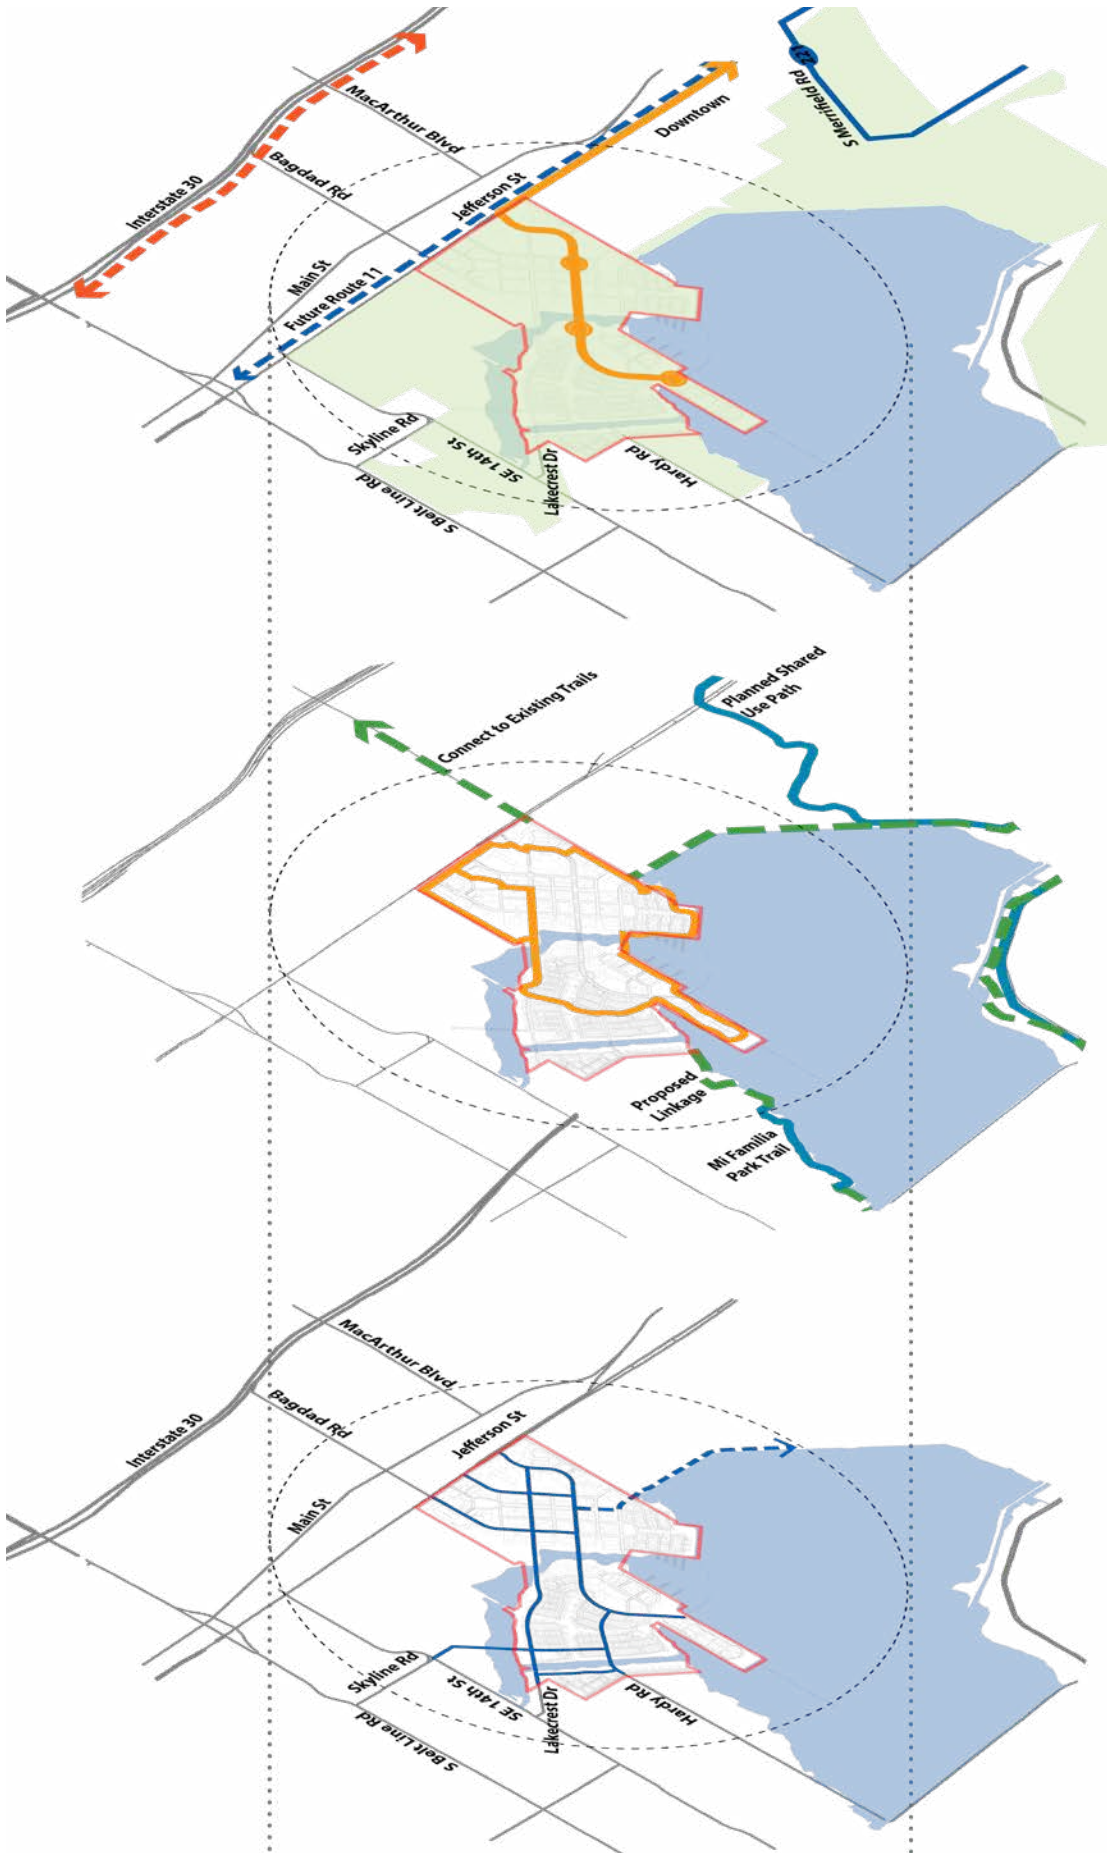 221
S Merrifield Rd
MacArthur Blvd
Downtown
Bagdad Rd
Interstate 30
Jefferson St
Main St
Future Route 11
Skyline Rd
SE 14th St
Hardy Rd
Lakecrest Dr
S Belt Line Rd
Connect to Existing Trails
Planned Shared
Use Path
Proposed
Linkage
Mi Familia
Park Trail
MacArthur Blvd
Bagdad Rd
Interstate 30
Jefferson St
Main St
Skyline Rd
SE 14th St
Hardy Rd
Lakecrest Dr
S Belt Line Rd